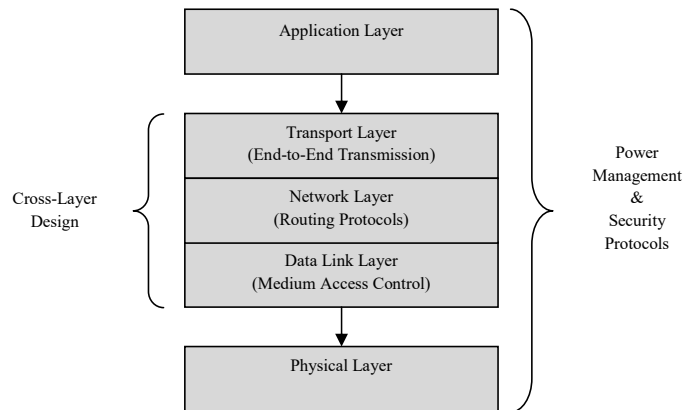 Application Layer
Transport Layer
(End-to-End Transmission)
Network Layer
(Routing Protocols)
Data Link Layer
(Medium Access Control)
Physical Layer
Cross-Layer
Design
Power
Management
&
Security
Protocols